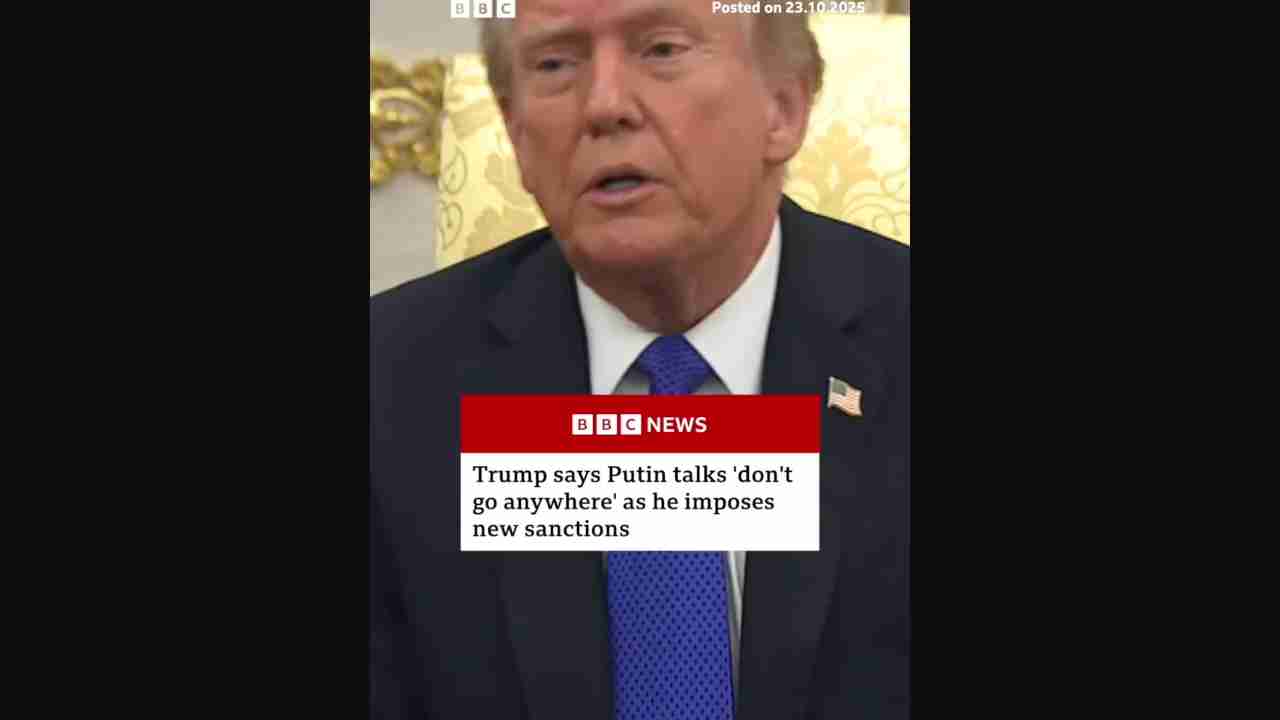 BBC
Posted on 23.10.2025
BBC NEWS
Trump says Putin talks 'don't
go anywhere' as he imposes
new sanctions